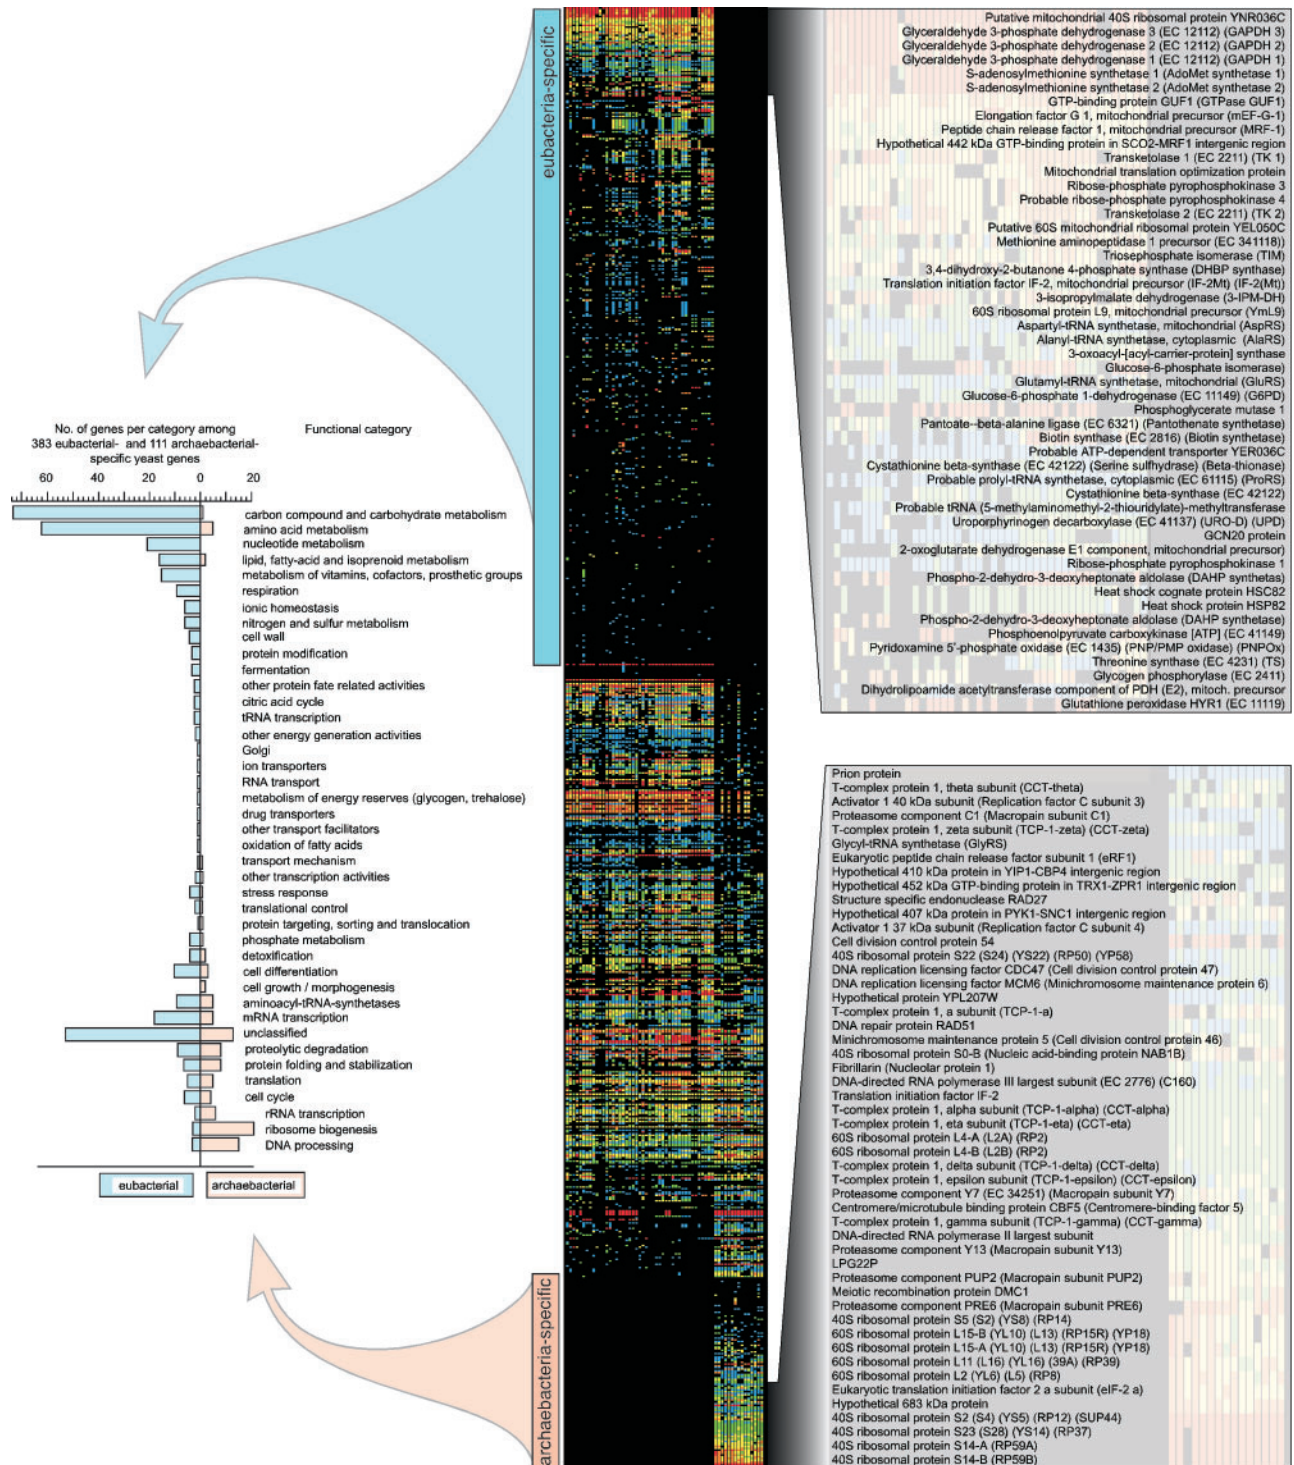 eubacteria-specific
No. of genes per category among
383 eubacterial- and 111 archaebacterial-
specific yeast genes
Functional category
60 40 20 0 20
carbon compound and carbohydrate metabolism
amino acid metabolism
nucleotide metabolism
lipid, fatty-acid and isoprenoid metabolism
metabolism of vitamins, cofactors, prosthetic groups
respiration
ionic homeostasis
nitrogen and sulfur metabolism
cell wall
protein modification
fermentation
other protein fate related activities
citric acid cycle
tRNA transcription
other energy generation activities
Golgi
ion transporters
RNA transport
metabolism of energy reserves (glycogen, trehalose)
drug transporters
other transport facilitators
oxidation of fatty acids
transport mechanism
other transcription activities
stress response
translational control
protein targeting, sorting and translocation
phosphate metabolism
detoxification
cell differentiation
cell growth / morphogenesis
aminoacyl-tRNA-synthetases
mRNA transcription
unclassified
proteolytic degradation
protein folding and stabilization
translation
cell cycle
rRNA transcription
ribosome biogenesis
DNA processing
eubacterial
archaebacterial
archaebacteria-specific
Putative mitochondrial 40S ribosomal protein YNR036C
Glyceraldehyde 3-phosphate dehydrogenase 3 (EC 12112) (GAPDH 3)
Glyceraldehyde 3-phosphate dehydrogenase 2 (EC 12112) (GAPDH 2)
Glyceraldehyde 3-phosphate dehydrogenase 1 (EC 12112) (GAPDH 1)
S-adenosylmethionine synthetase 1 (AdoMet synthetase 1)
S-adenosylmethionine synthetase 2 (AdoMet synthetase 2)
GTP-binding protein GUF1 (GTPase GUF1)
Elongation factor G 1, mitochondrial precursor (mEF-G-1)
Peptide chain release factor 1, mitochondrial precursor (MRF-1)
Hypothetical 442 kDa GTP-binding protein in SCO2-MRF1 intergenic region
Transketolase 1 (EC 2211) (TK 1)
Mitochondrial translation optimization protein
Ribose-phosphate pyrophosphokinase 3
Probable ribose-phosphate pyrophosphokinase 4
Transketolase 2 (EC 2211) (TK 2)
Putative 60S mitochondrial ribosomal protein YEL050C
Methionine aminopeptidase 1 precursor (EC 341118))
Triosephosphate isomerase (TIM)
3,4-dihydroxy-2-butanone 4-phosphate synthase (DHBP synthase)
Translation initiation factor IF-2, mitochondrial precursor (IF-2Mt) (IF-2(Mt))
3-isopropylmalate dehydrogenase (3-IPM-DH)
60S ribosomal protein L9, mitochondrial precursor (YmL9)
Aspartyl-tRNA synthetase, mitochondrial (AspRS)
Alanyl-tRNA synthetase, cytoplasmic (AlaRS)
3-oxoacyl-[acyl-carrier-protein] synthase
Glucose-6-phosphate isomerase)
Glutamyl-tRNA synthetase, mitochondrial (GluRS)
Glucose-6-phosphate 1-dehydrogenase (EC 11149) (G6PD)
Phosphoglycerate mutase 1
Pantoate--beta-alanine ligase (EC 6321) (Pantothenate synthetase)
Biotin synthase (EC 2816) (Biotin synthetase)
Probable ATP-dependent transporter YER036C
Cystathionine beta-synthase (EC 42122) (Serine sulfhydrase) (Beta-thionase)
Probable prolyl-tRNA synthetase, cytoplasmic (EC 61115) (ProRS)
Cystathionine beta-synthase (EC 42122)
Probable tRNA (5-methylaminomethyl-2-thiouridylate)-methyltransferase
Uroporphyrinogen decarboxylase (EC 41137) (URO-D) (UPD)
GCN20 protein
2-oxoglutarate dehydrogenase E1 component, mitochondrial precursor)
Ribose-phosphate pyrophosphokinase 1
Phospho-2-dehydro-3-deoxyheptonate aldolase (DAHP synthetas)
Heat shock cognate protein HSC82
Heat shock protein HSP82
Phospho-2-dehydro-3-deoxyheptonate aldolase (DAHP synthetase)
Phosphoenolpyruvate carboxykinase [ATP] (EC 41149)
Pyridoxamine 5'-phosphate oxidase (EC 1435) (PNP/PMP oxidase) (PNPOx)
Threonine synthase (EC 4231) (TS)
Glycogen phosphorylase (EC 2411)
Dihydrolipoamide acetyltransferase component of PDH (E2), mitoch. precursor
Glutathione peroxidase HYR1 (EC 11119)
Prion protein
T-complex protein 1, theta subunit (CCT-theta)
Activator 1 40 kDa subunit (Replication factor C subunit 3)
Proteasome component C1 (Macropain subunit C1)
T-complex protein 1, zeta subunit (TCP-1-zeta) (CCT-zeta)
Glycyl-tRNA synthetase (GlyRS)
Eukaryotic peptide chain release factor subunit 1 (eRF1)
Hypothetical 410 kDa protein in YIP1-CBP4 intergenic region
Hypothetical 452 kDa GTP-binding protein in TRX1-ZPR1 intergenic region
Structure specific endonuclease RAD27
Hypothetical 407 kDa protein in PYK1-SNC1 intergenic region
Activator 1 37 kDa subunit (Replication factor C subunit 4)
Cell division control protein 54
40S ribosomal protein S22 (S24) (YS22) (RP50) (YP58)
DNA replication licensing factor CDC47 (Cell division control protein 47)
DNA replication licensing factor MCM6 (Minichromosome maintenance protein 6)
Hypothetical protein YPL207W
T-complex protein 1, a subunit (TCP-1-a)
DNA repair protein RAD51
Minichromosome maintenance protein 5 (Cell division control protein 46)
40S ribosomal protein S0-B (Nucleic acid-binding protein NAB1B)
Fibrillarin (Nucleolar protein 1)
DNA-directed RNA polymerase III largest subunit (EC 2776) (C160)
Translation initiation factor IF-2
T-complex protein 1, alpha subunit (TCP-1-alpha) (CCT-alpha)
T-complex protein 1, eta subunit (TCP-1-eta) (CCT-eta)
60S ribosomal protein L4-A (L2A) (RP2)
60S ribosomal protein L4-B (L2B) (RP2)
T-complex protein 1, delta subunit (TCP-1-delta) (CCT-delta)
T-complex protein 1, epsilon subunit (TCP-1-epsilon) (CCT-epsilon)
Proteasome component Y7 (EC 34251) (Macropain subunit Y7)
Centromere/microtubule binding protein CBF5 (Centromere-binding factor 5)
T-complex protein 1, gamma subunit (TCP-1-gamma) (CCT-gamma)
DNA-directed RNA polymerase II largest subunit
Proteasome component Y13 (Macropain subunit Y13)
LPG22P
Proteasome component PUP2 (Macropain subunit PUP2)
Meiotic recombination protein DMC1
Proteasome component PRE6 (Macropain subunit PRE6)
40S ribosomal protein S5 (S2) (YS8) (RP14)
60S ribosomal protein L15-B (YL10) (L13) (RP15R) (YP18)
60S ribosomal protein L15-A (YL10) (L13) (RP15R) (YP18)
60S ribosomal protein L11 (L16) (YL16) (39A) (RP39)
60S ribosomal protein L2 (YL6) (L5) (RP8)
Eukaryotic translation initiation factor 2 a subunit (eIF-2 a)
Hypothetical 683 kDa protein
40S ribosomal protein S2 (S4) (YS5) (RP12) (SUP44)
40S ribosomal protein S23 (S28) (YS14) (RP37)
40S ribosomal protein S14-A (RP59A)
40S ribosomal protein S14-B (RP59B)